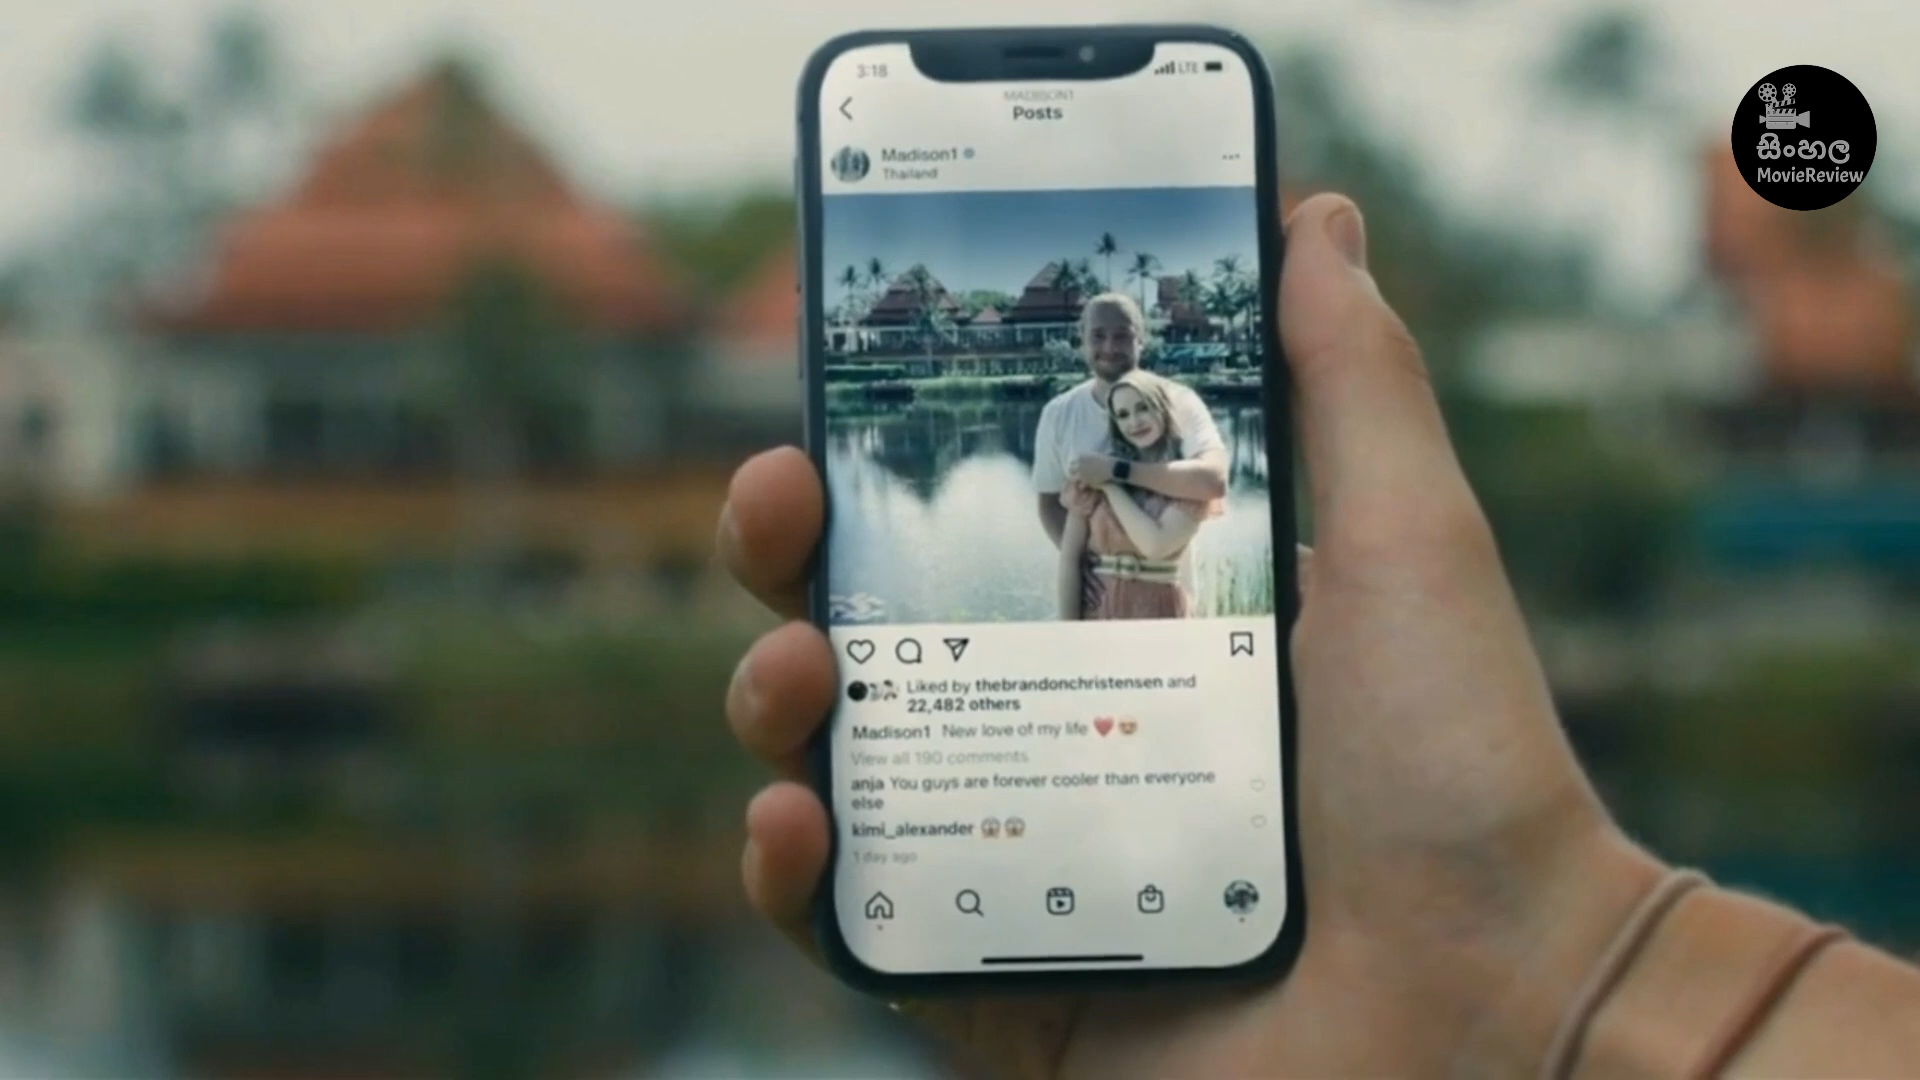 3:18
LTE
MADISON1
Posts
Madison1
Thailand
සිංහල
MovieReview
Liked by thebrandonchristensen and
22,482 others
Madison1 New love of my life ❤️ 😍
View all 190 comments
anja You guys are forever cooler than everyone
else
kimi_alexander 😱 😱
1 day ago